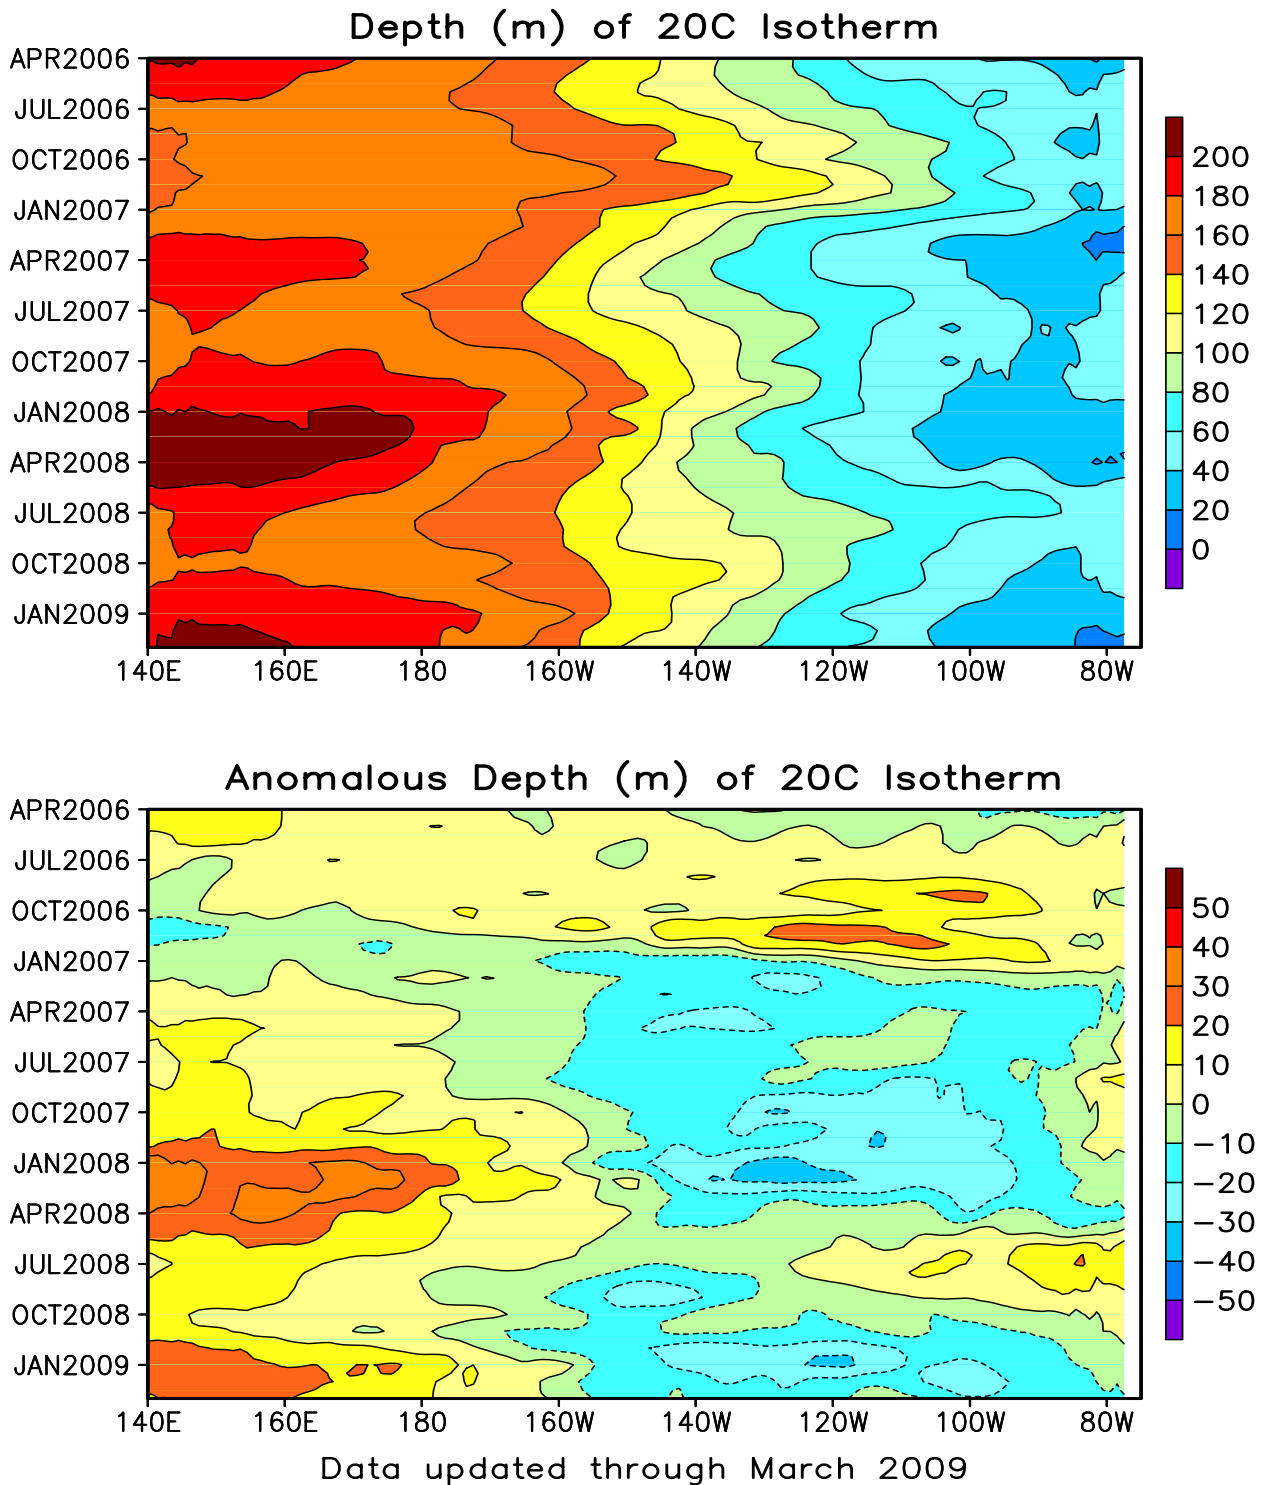 Depth (m) of 20C Isotherm
APR2006
JUL2006
OCT2006
JAN2007
APR2007
JUL2007
OCT2007
JAN2008
APR2008
JUL2008
OCT2008
JAN2009
140E 160E 180 160W 140W 120W 100W 80W
200
180
160
140
120
100
80
60
40
20
0
Anomalous Depth (m) of 20C Isotherm
APR2006
JUL2006
OCT2006
JAN2007
APR2007
JUL2007
OCT2007
JAN2008
APR2008
JUL2008
OCT2008
JAN2009
140E 160E 180 160W 140W 120W 100W 80W
50
40
30
20
10
0
−10
−20
−30
−40
−50
Data updated through March 2009